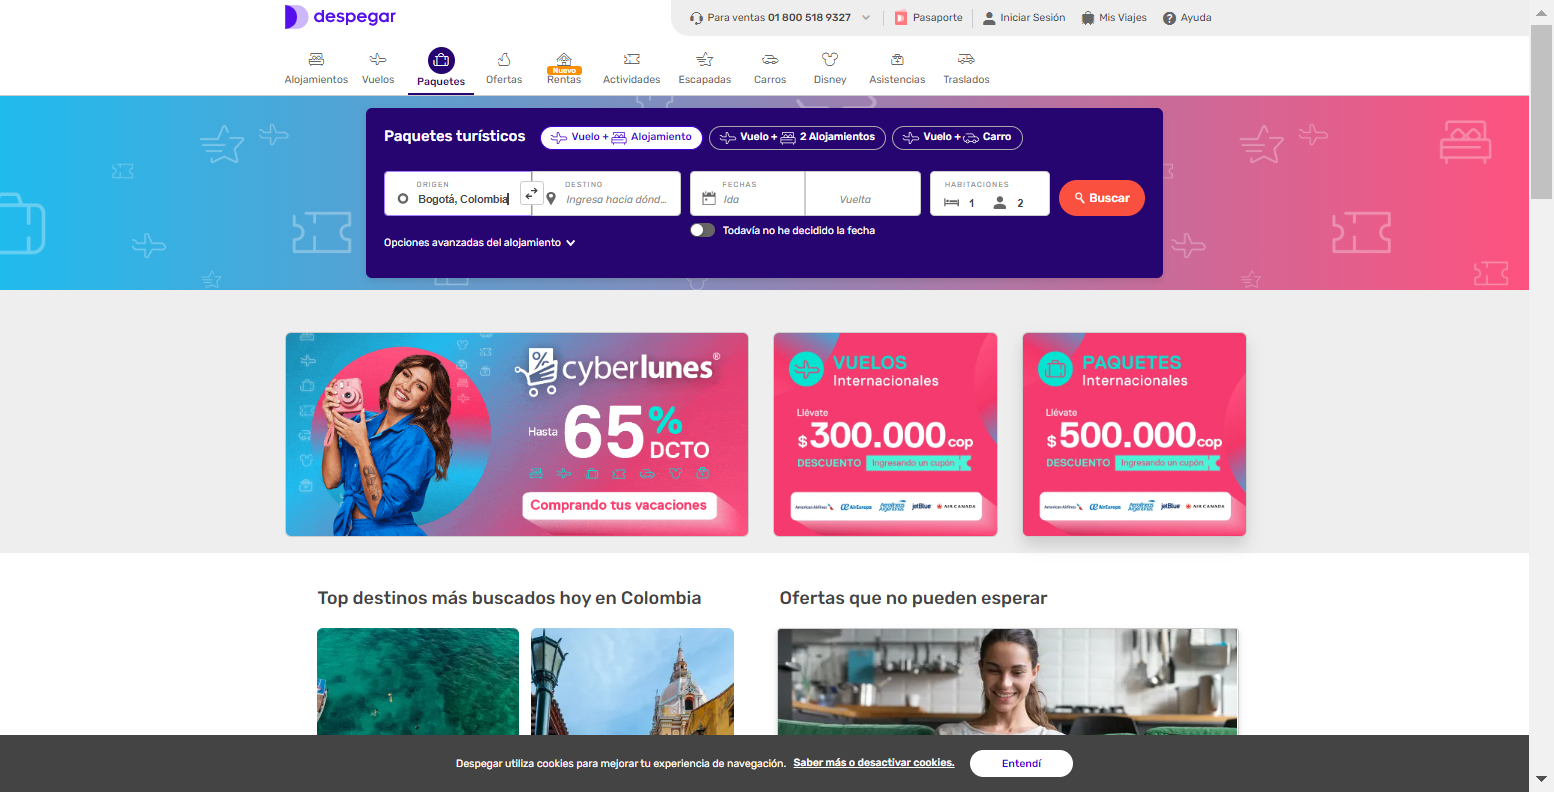 despegar
Para ventas 01 800 518 9327
Pasaporte
Iniciar Sesión
Mis Viajes
Ayuda
Alojamientos
Vuelos
Paquetes
Ofertas
Nuevo
Rentas
Actividades
Escapadas
Carros
Disney
Asistencias
Traslados
Paquetes turísticos
Vuelo + Alojamiento
Vuelo + 2 Alojamientos
Vuelo + Carro
ORIGEN
Bogotá, Colombia
DESTINO
Ingresa hacia dónd...
FECHAS
Ida
Vuelta
HABITACIONES
1
2
Buscar
Todavía no he decidido la fecha
Opciones avanzadas del alojamiento
cyberlunes®
Hasta 65% DCTO
Comprando tus vacaciones
VUELOS
Internacionales
Llévate
$300.000 COP
DESCUENTO Ingresando un cupón
American Airlines AirEuropa Aerolíneas Argentinas jetBlue AIR CANADA
PAQUETES
Internacionales
Llévate
$500.000 COP
DESCUENTO Ingresando un cupón
American Airlines AirEuropa Aerolíneas Argentinas jetBlue AIR CANADA
Top destinos más buscados hoy en Colombia
Ofertas que no pueden esperar
Despegar utiliza cookies para mejorar tu experiencia de navegación. Saber más o desactivar cookies.
Entendí